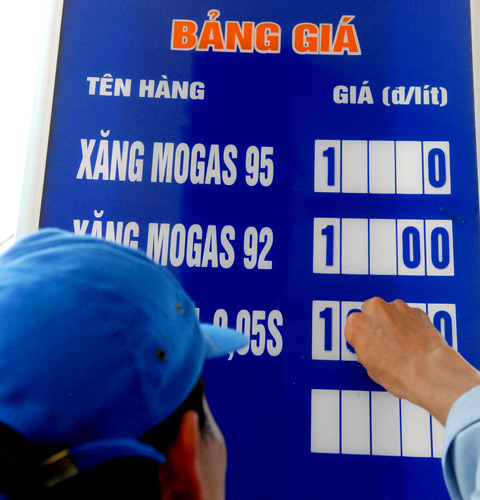 BẢNG GIÁ
TÊN HÀNG GIÁ (đ/lít)
XĂNG MOGAS 95 1 0
XĂNG MOGAS 92 1 00
0,05S 1 0